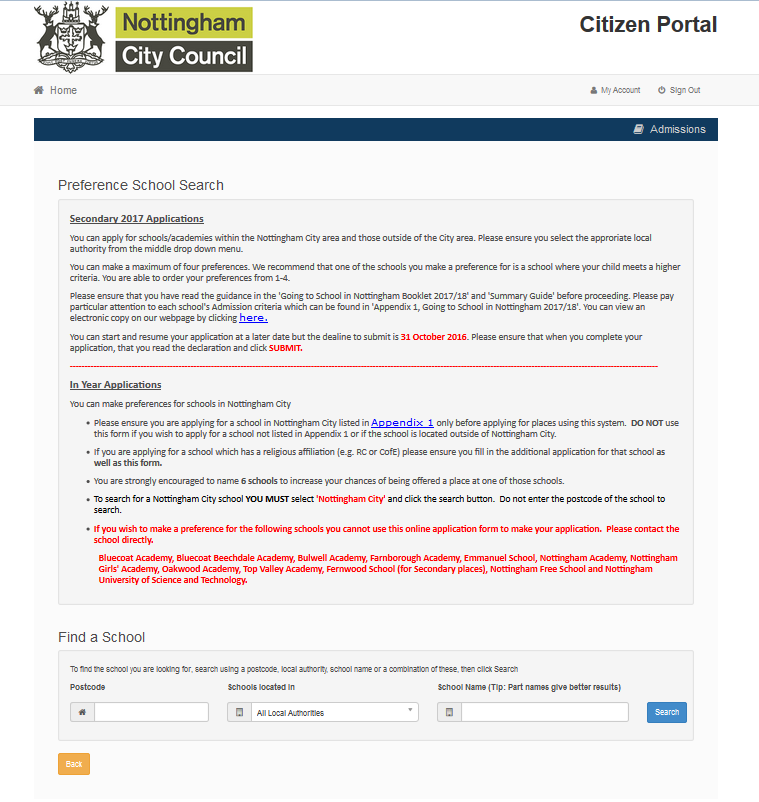 Nottingham
City Council
Citizen Portal
Home
My Account
Sign Out
Admissions
Preference School Search
Secondary 2017 Applications
You can apply for schools/academies within the Nottingham City area and those outside of the City area. Please ensure you select the approriate local
authority from the middle drop down menu.
You can make a maximum of four preferences. We recommend that one of the schools you make a preference for is a school where your child meets a higher
criteria. You are able to order your preferences from 1-4.
Please ensure that you have read the guidance in the 'Going to School in Nottingham Booklet 2017/18' and 'Summary Guide' before proceeding. Please pay
particular attention to each school's Admission criteria which can be found in 'Appendix 1, Going to School in Nottingham 2017/18'. You can view an
electronic copy on our webpage by clicking here.
You can start and resume your application at a later date but the dealine to submit is 31 October 2016. Please ensure that when you complete your
application, that you read the declaration and click SUBMIT.
In Year Applications
You can make preferences for schools in Nottingham City
• Please ensure you are applying for a school in Nottingham City listed in Appendix 1 only before applying for places using this system. DO NOT use
this form if you wish to apply for a school not listed in Appendix 1 or if the school is located outside of Nottingham City.
• If you are applying for a school which has a religious affiliation (e.g. RC or CofE) please ensure you fill in the additional application for that school as
well as this form.
• You are strongly encouraged to name 6 schools to increase your chances of being offered a place at one of those schools.
• To search for a Nottingham City school YOU MUST select 'Nottingham City' and click the search button. Do not enter the postcode of the school to
search.
• If you wish to make a preference for the following schools you cannot use this online application form to make your application. Please contact the
school directly.
Bluecoat Academy, Bluecoat Beechdale Academy, Bulwell Academy, Farnborough Academy, Emmanuel School, Nottingham Academy, Nottingham
Girls' Academy, Oakwood Academy, Top Valley Academy, Fernwood School (for Secondary places), Nottingham Free School and Nottingham
University of Science and Technology.
Find a School
To find the school you are looking for, search using a postcode, local authority, school name or a combination of these, then click Search
Postcode
Schools located in
School Name (Tip: Part names give better results)
All Local Authorities
Search
Back